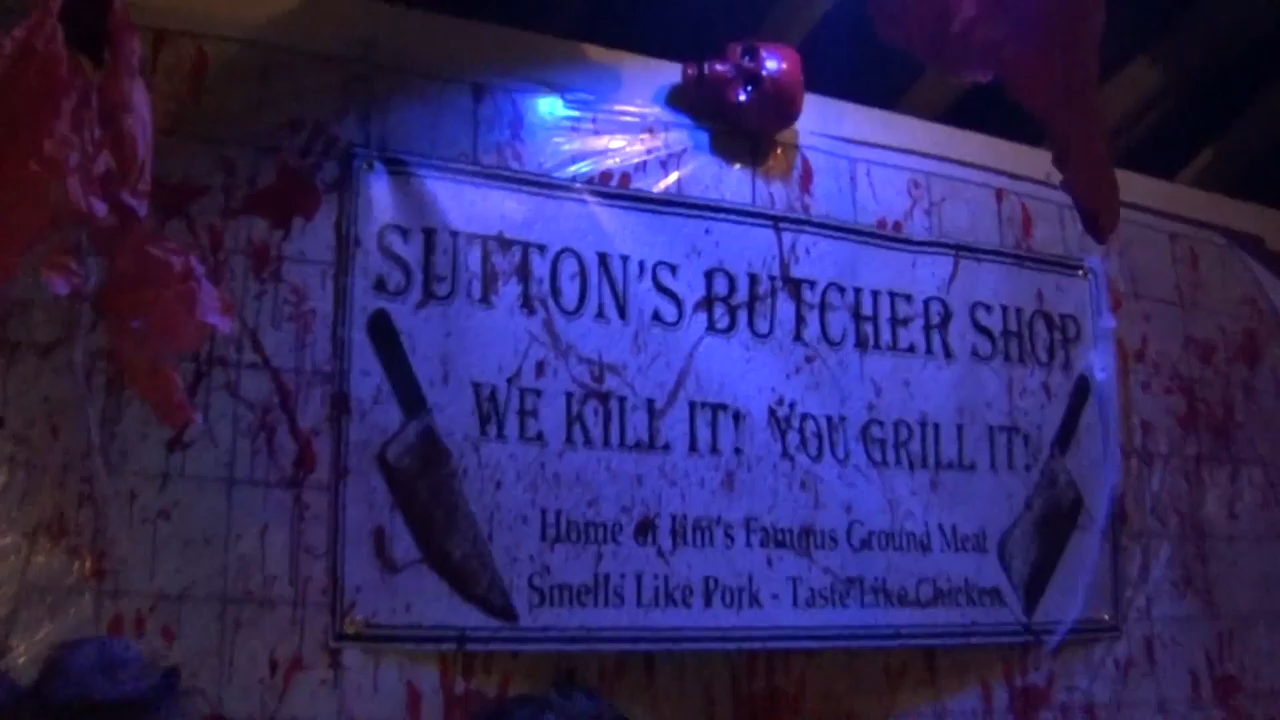 SUTTON'S BUTCHER SHOP
WE KILL IT! YOU GRILL IT!
Home of Jim's Famous Ground Meat
Smells Like Pork - Taste Like Chicken